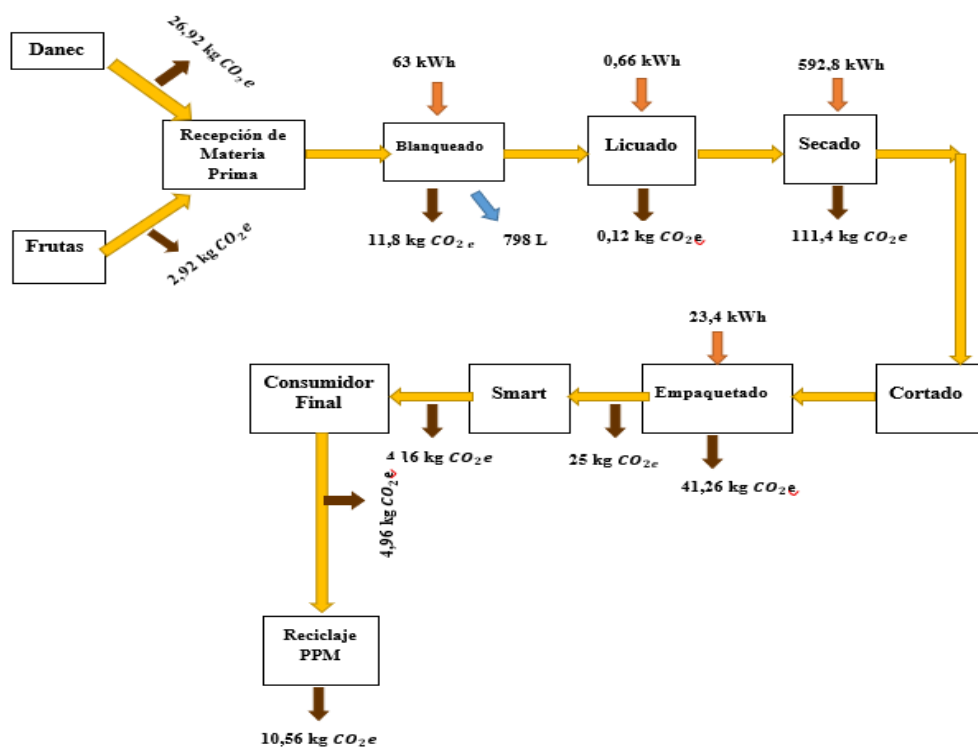 Danec
26,92 kg CO₂e
63 kWh
0,66 kWh
592,8 kWh
Recepción de
Materia
Prima
Blanqueado
Licuado
Secado
Frutas
2,92 kg CO₂e
11,8 kg CO₂ e
798 L
0,12 kg CO₂e
111,4 kg CO₂e
23,4 kWh
Consumidor
Final
Smart
Empaquetado
Cortado
16 kg CO₂e
25 kg CO₂e
41,26 kg CO₂e
4,96 kg CO₂e
Reciclaje
PPM
10,56 kg CO₂e